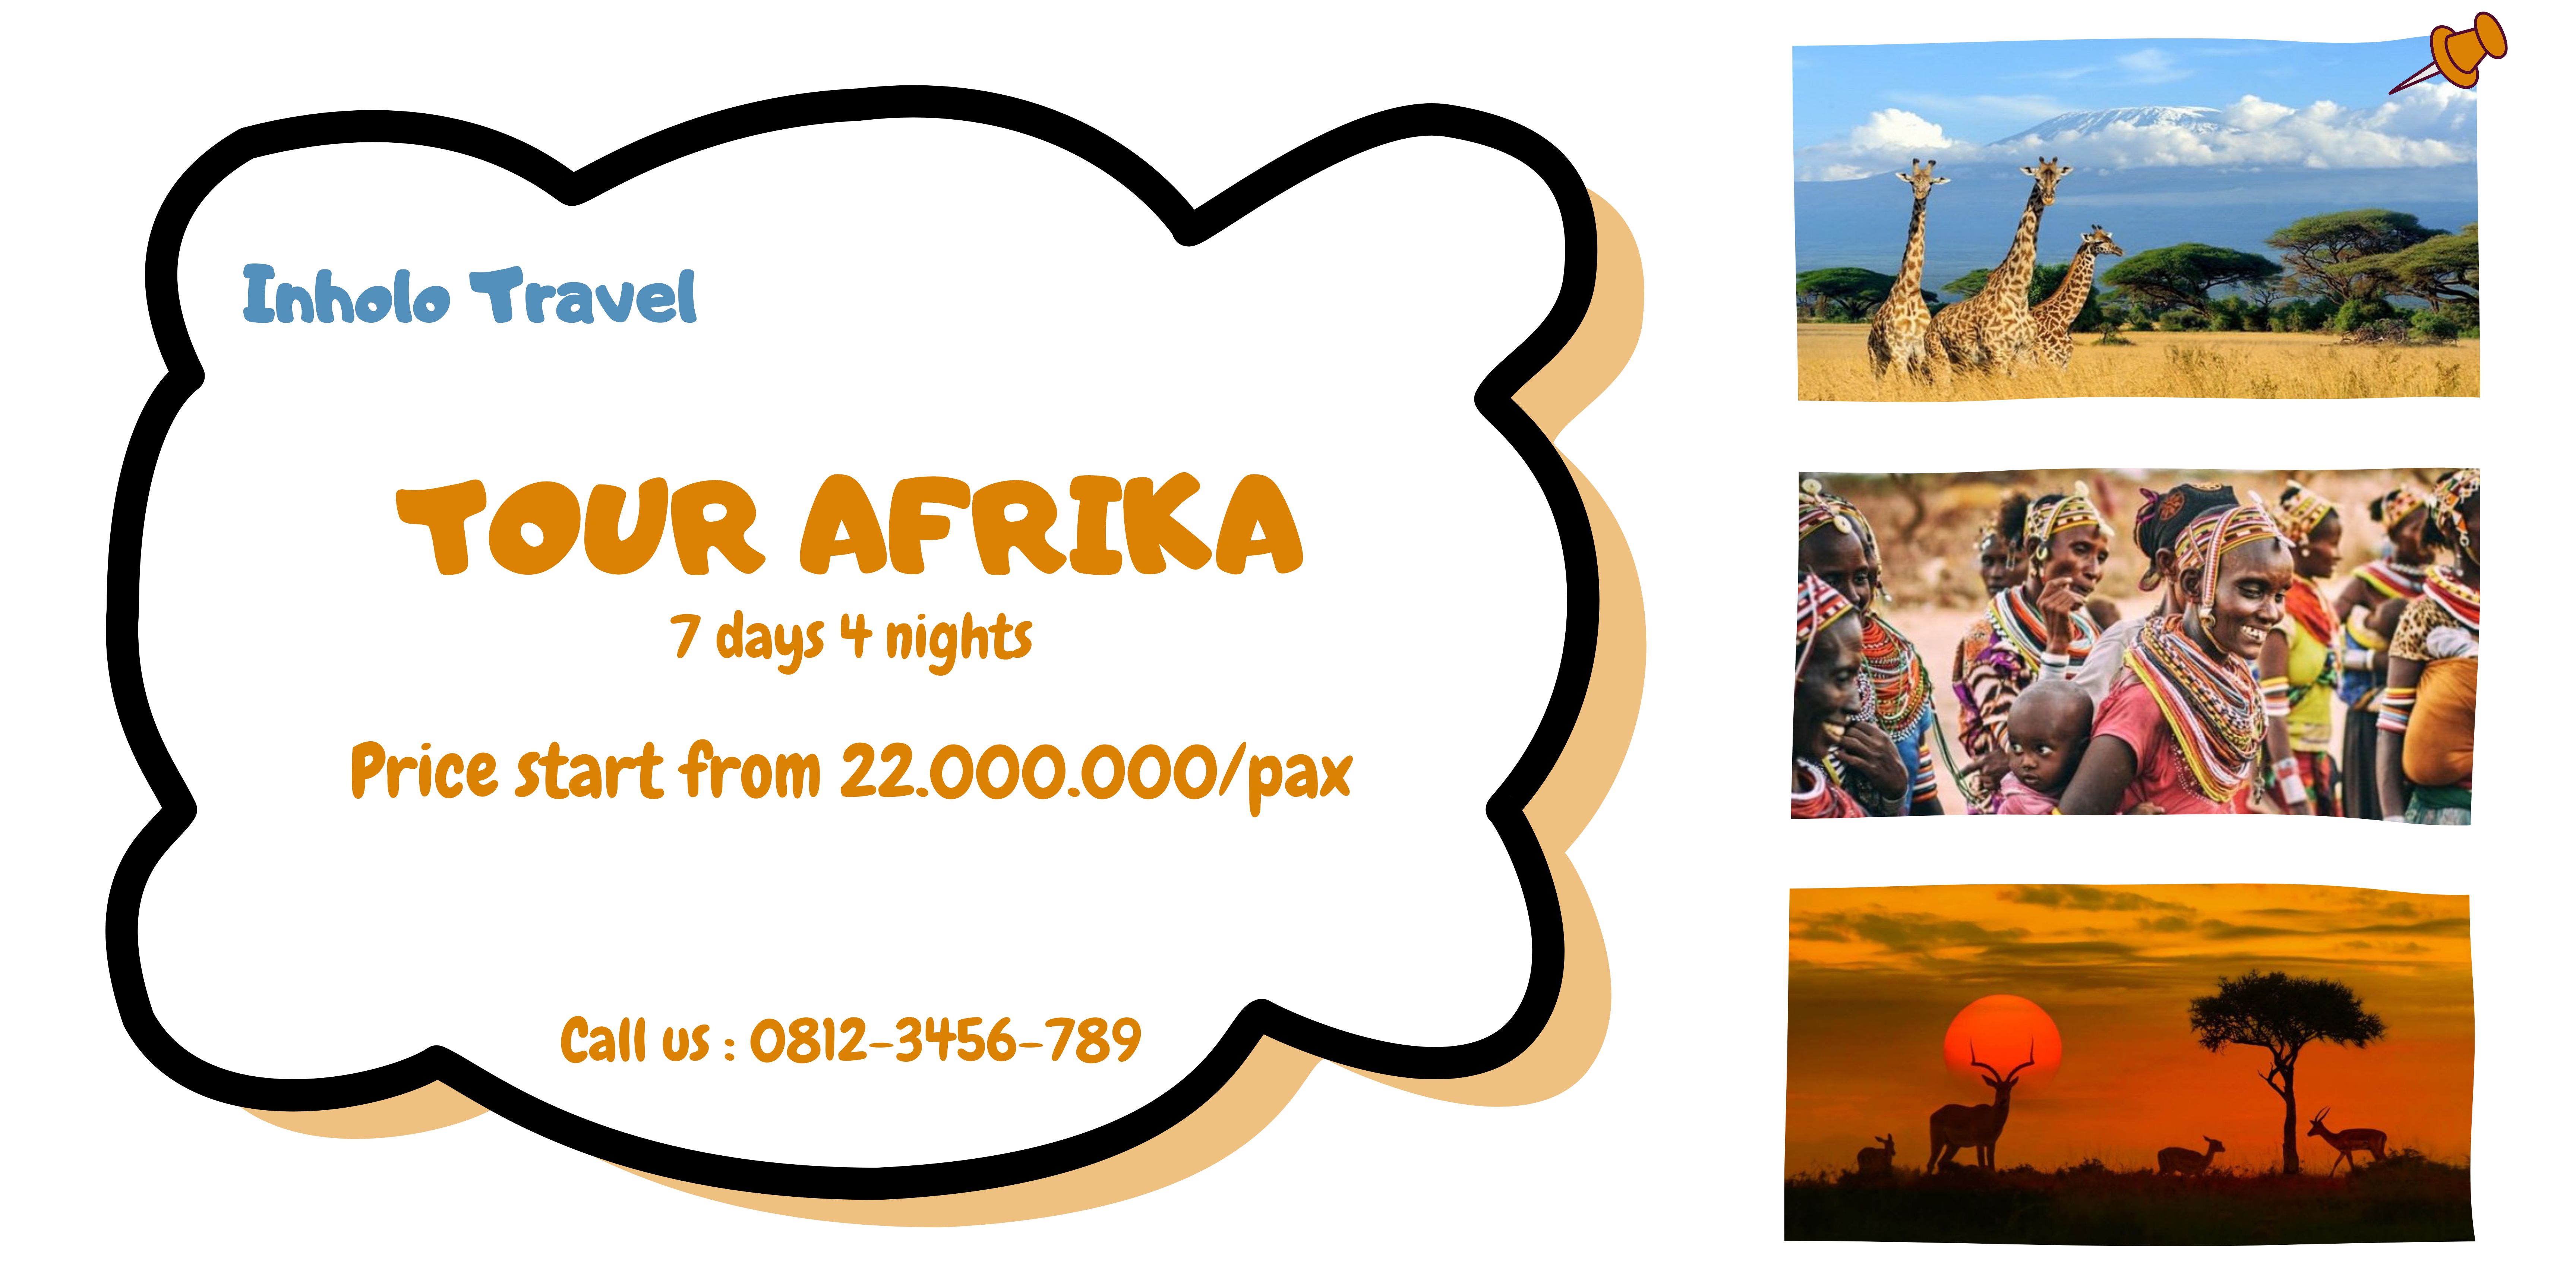 Inholo Travel
TOUR AFRIKA
7 days 4 nights
Price start from 22.000.000/pax
Call us : 0812-3456-789